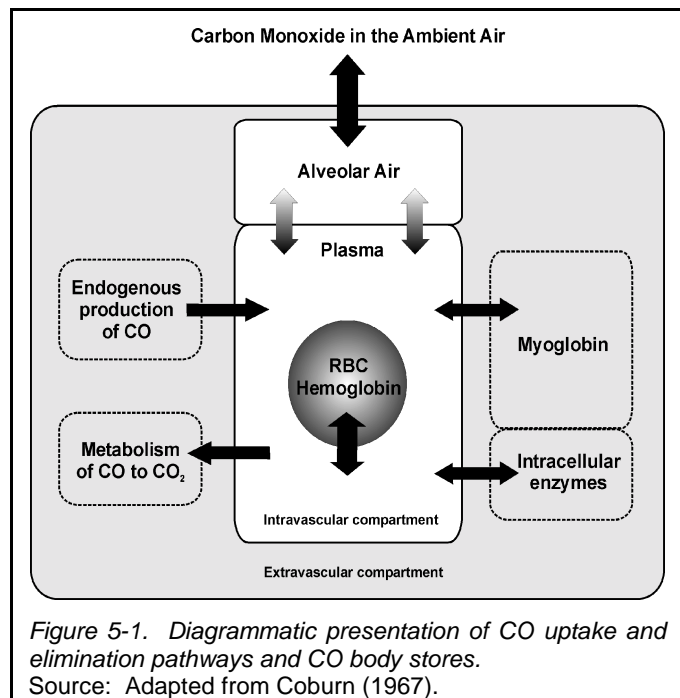 Carbon Monoxide in the Ambient Air
Alveolar Air
Plasma
Endogenous
production
of CO
Myoglobin
RBC
Hemoglobin
Metabolism
of CO to CO₂
Intracellular
enzymes
Intravascular compartment
Extravascular compartment
Figure 5-1. Diagrammatic presentation of CO uptake and
elimination pathways and CO body stores.
Source: Adapted from Coburn (1967).